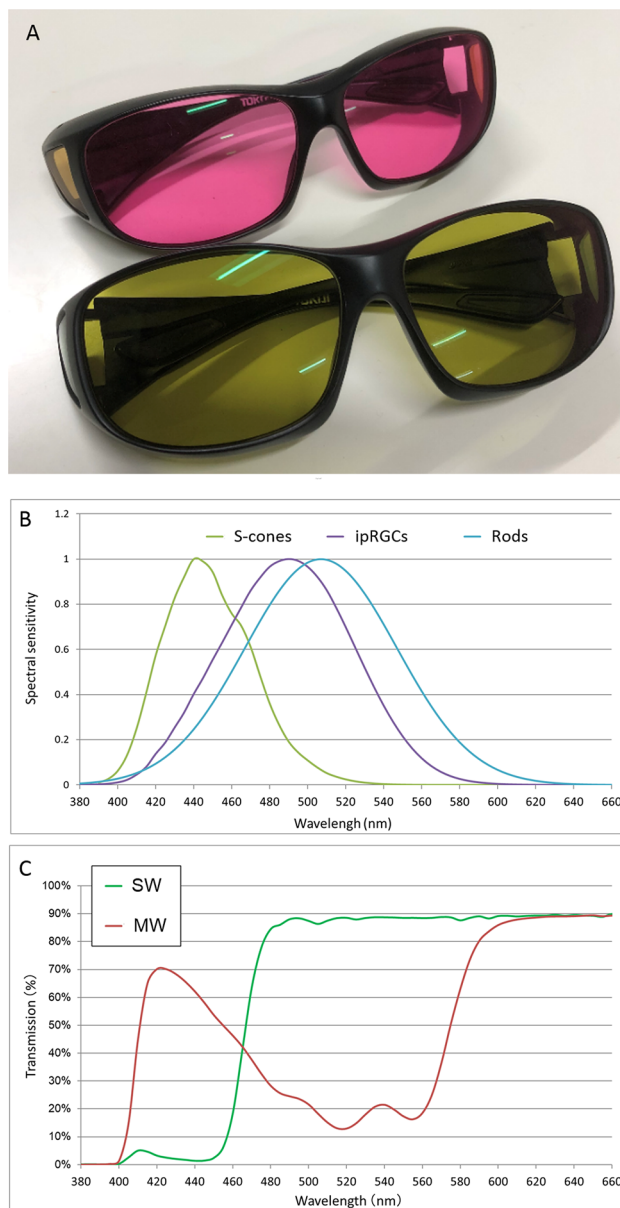 A
B
1.2
S-cones ipRGCs Rods
1
0.8
0.6
0.4
0.2
0
Spectral sensitivity
380 400 420 440 460 480 500 520 540 560 580 600 620 640 660
Wavelengh (nm)
C
SW
MW
100%
90%
80%
70%
60%
50%
40%
30%
20%
10%
0%
Transmission (%)
380 400 420 440 460 480 500 520 540 560 580 600 620 640 660
Wavelength (nm)